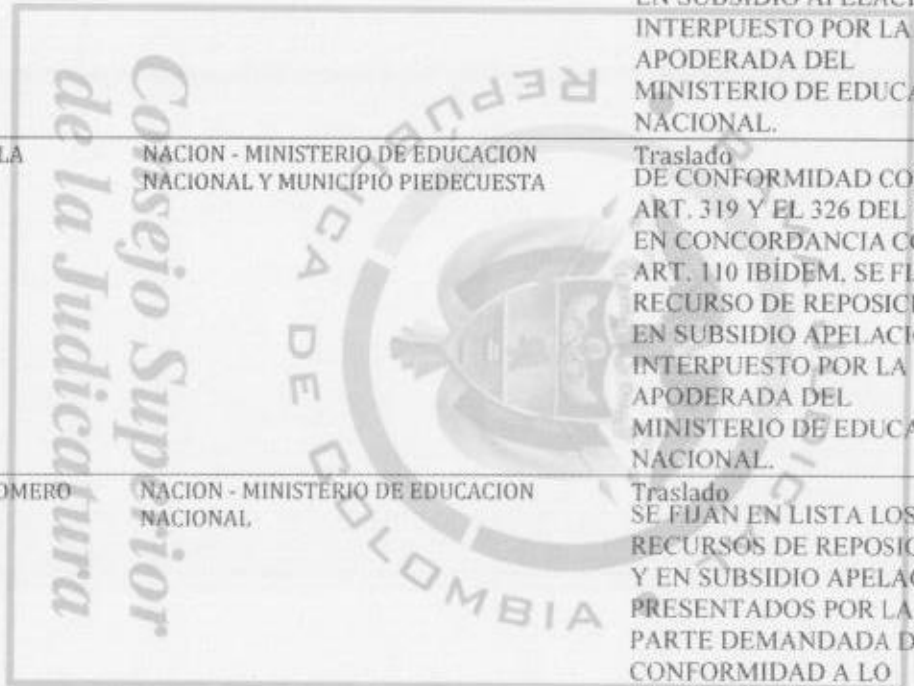 EN SUBSIDIO APELACI
INTERPUESTO POR LA
APODERADA DEL
MINISTERIO DE EDUCA
NACIONAL.
LA NACION - MINISTERIO DE EDUCACION Traslado
NACIONAL Y MUNICIPIO PIEDECUESTA DE CONFORMIDAD CO
ART. 319 Y EL 326 DEL
EN CONCORDANCIA CO
ART. 110 IBÍDEM, SE FI
RECURSO DE REPOSICI
EN SUBSIDIO APELACIO
INTERPUESTO POR LA
APODERADA DEL
MINISTERIO DE EDUCA
NACIONAL.
OMERO NACION - MINISTERIO DE EDUCACION Traslado
NACIONAL SE FIJAN EN LISTA LOS
RECURSOS DE REPOSIC
Y EN SUBSIDIO APELAC
PRESENTADOS POR LA
PARTE DEMANDADA D
CONFORMIDAD A LO
Consejo Superior
de la Judicatura
REPÚBLICA DE COLOMBIA